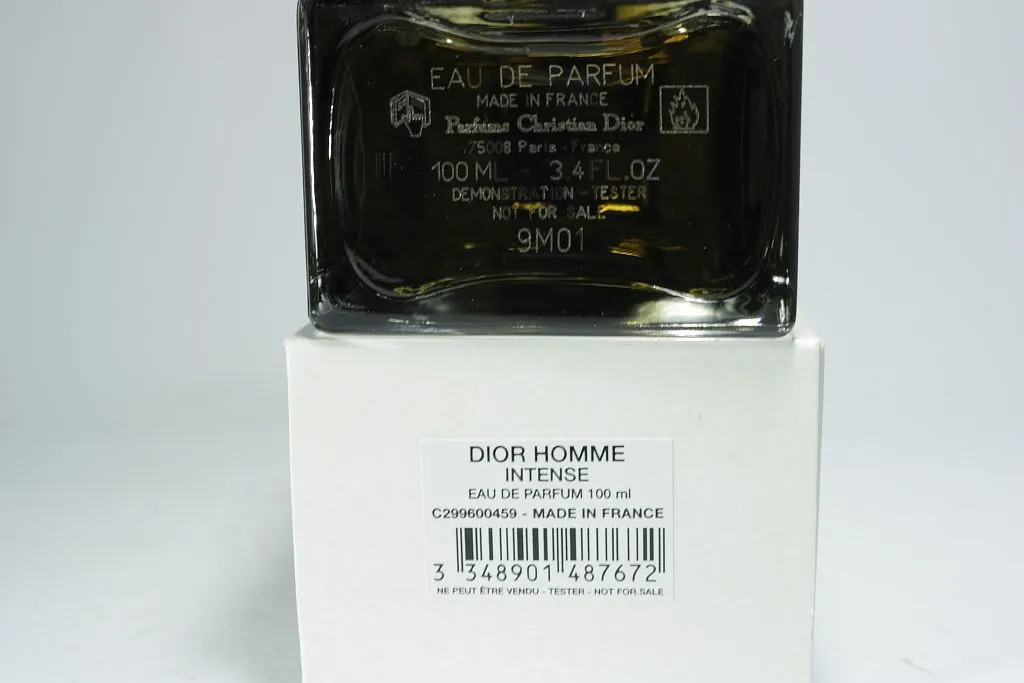 EAU DE PARFUM
MADE IN FRANCE
Parfums Christian Dior
75008 Paris - France
100 ML - 3.4 FL.OZ
DEMONSTRATION - TESTER
NOT FOR SALE
9M01
DIOR HOMME
INTENSE
EAU DE PARFUM 100 ml
C299600459 - MADE IN FRANCE
3 348901 487672
NE PEUT ÊTRE VENDU - TESTER - NOT FOR SALE